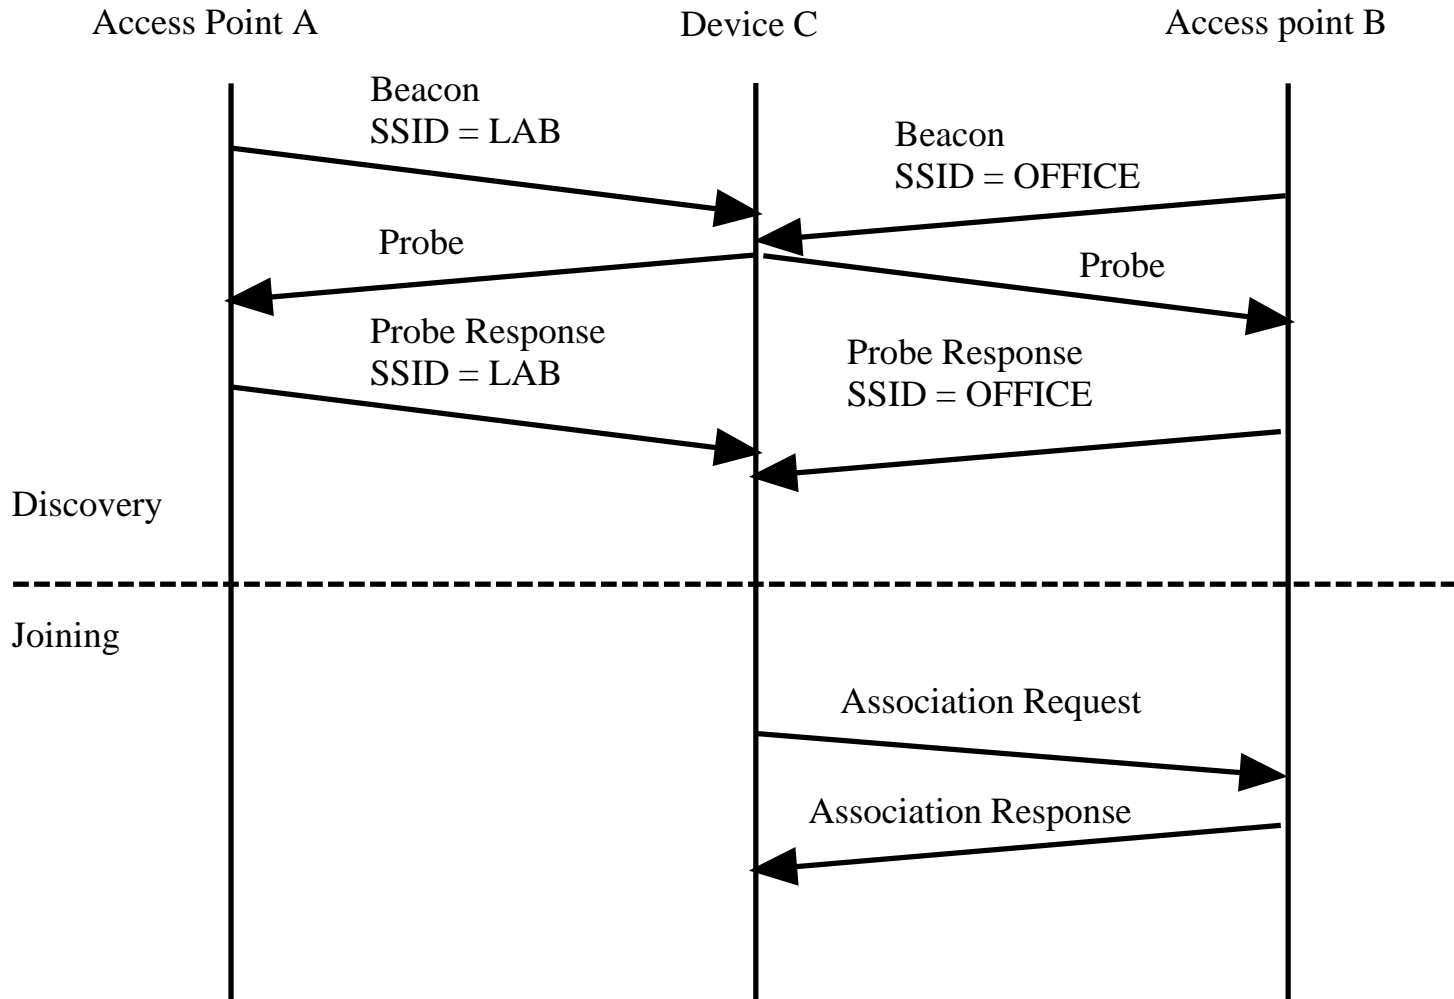 Access Point A
Device C
Access point B
Beacon
SSID = LAB
Beacon
SSID = OFFICE
Probe
Probe
Probe Response
SSID = LAB
Probe Response
SSID = OFFICE
Discovery
Joining
Association Request
Association Response